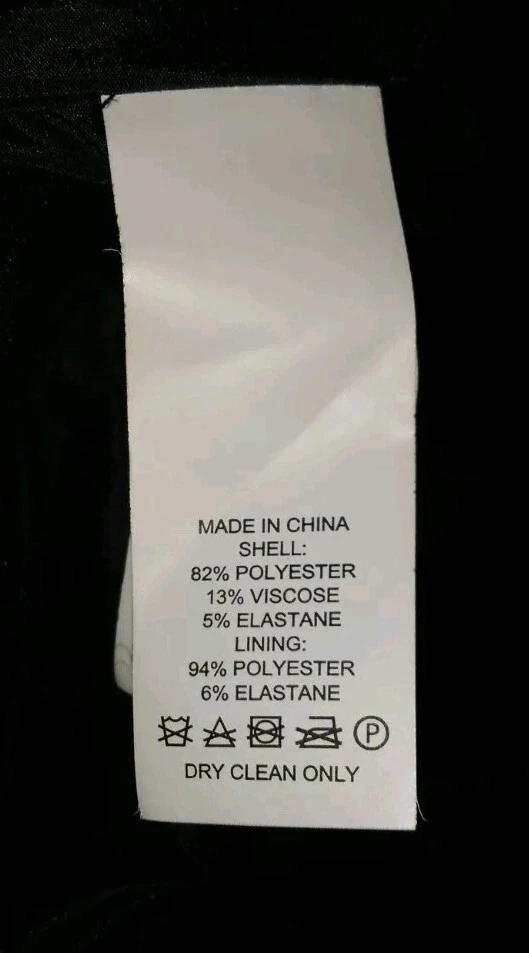 MADE IN CHINA
SHELL:
82% POLYESTER
13% VISCOSE
5% ELASTANE
LINING:
94% POLYESTER
6% ELASTANE
P
DRY CLEAN ONLY